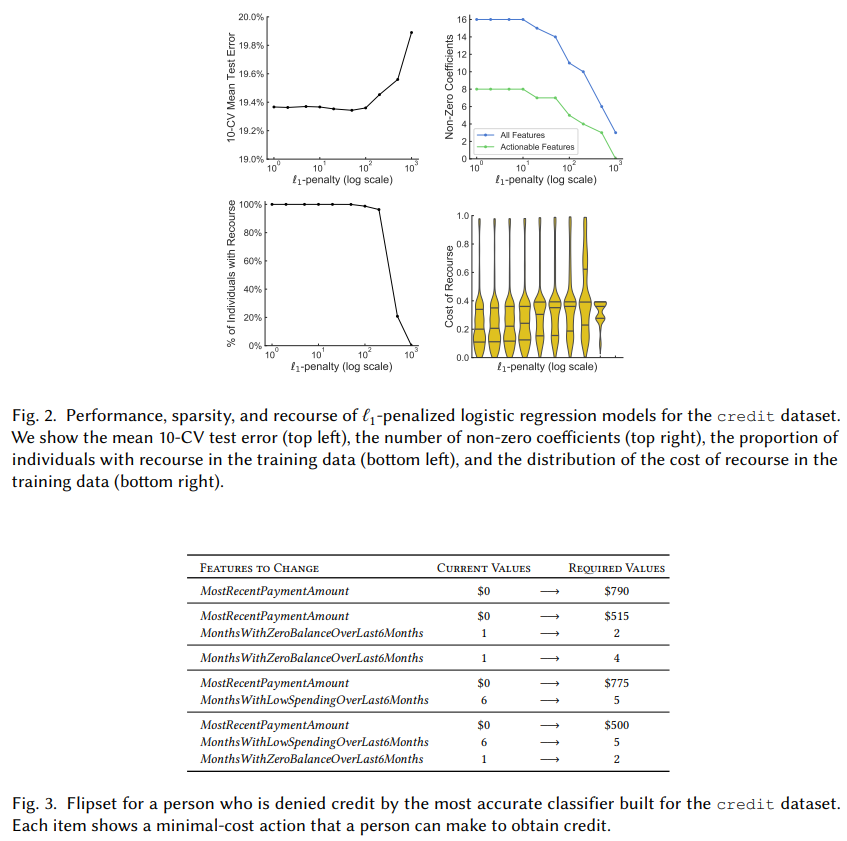 20.0%
19.8%
19.6%
19.4%
19.2%
19.0%
10-CV Mean Test Error
10^0 10^1 10^2 10^3
ℓ1-penalty (log scale)
16
14
12
10
8
6
4
2
0
Non-Zero Coefficients
All Features
Actionable Features
10^0 10^1 10^2 10^3
ℓ1-penalty (log scale)
100%
80%
60%
40%
20%
0%
% of Individuals with Recourse
10^0 10^1 10^2 10^3
ℓ1-penalty (log scale)
1.0
0.8
0.6
0.4
0.2
0.0
Cost of Recourse
ℓ1-penalty (log scale)
Fig. 2. Performance, sparsity, and recourse of ℓ1-penalized logistic regression models for the credit dataset.
We show the mean 10-CV test error (top left), the number of non-zero coefficients (top right), the proportion of
individuals with recourse in the training data (bottom left), and the distribution of the cost of recourse in the
training data (bottom right).
Features to Change Current Values Required Values
MostRecentPaymentAmount $0 ⟶ $790
MostRecentPaymentAmount $0 ⟶ $515
MonthsWithZeroBalanceOverLast6Months 1 ⟶ 2
MonthsWithZeroBalanceOverLast6Months 1 ⟶ 4
MostRecentPaymentAmount $0 ⟶ $775
MonthsWithLowSpendingOverLast6Months 6 ⟶ 5
MostRecentPaymentAmount $0 ⟶ $500
MonthsWithLowSpendingOverLast6Months 6 ⟶ 5
MonthsWithZeroBalanceOverLast6Months 1 ⟶ 2
Fig. 3. Flipset for a person who is denied credit by the most accurate classifier built for the credit dataset.
Each item shows a minimal-cost action that a person can make to obtain credit.